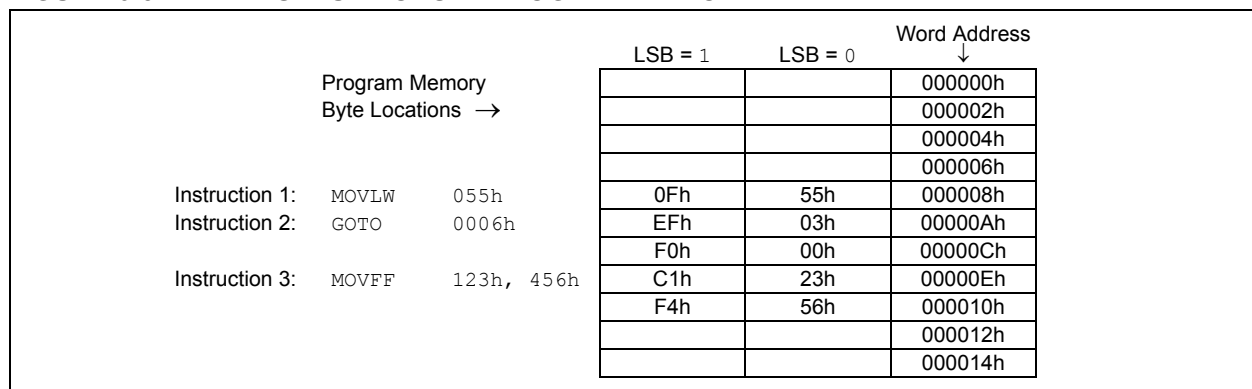 Word Address
LSB = 1 LSB = 0 ↓
Program Memory 000000h
Byte Locations → 000002h
000004h
000006h
Instruction 1: MOVLW 055h 0Fh 55h 000008h
Instruction 2: GOTO 0006h EFh 03h 00000Ah
F0h 00h 00000Ch
Instruction 3: MOVFF 123h, 456h C1h 23h 00000Eh
F4h 56h 000010h
000012h
000014h